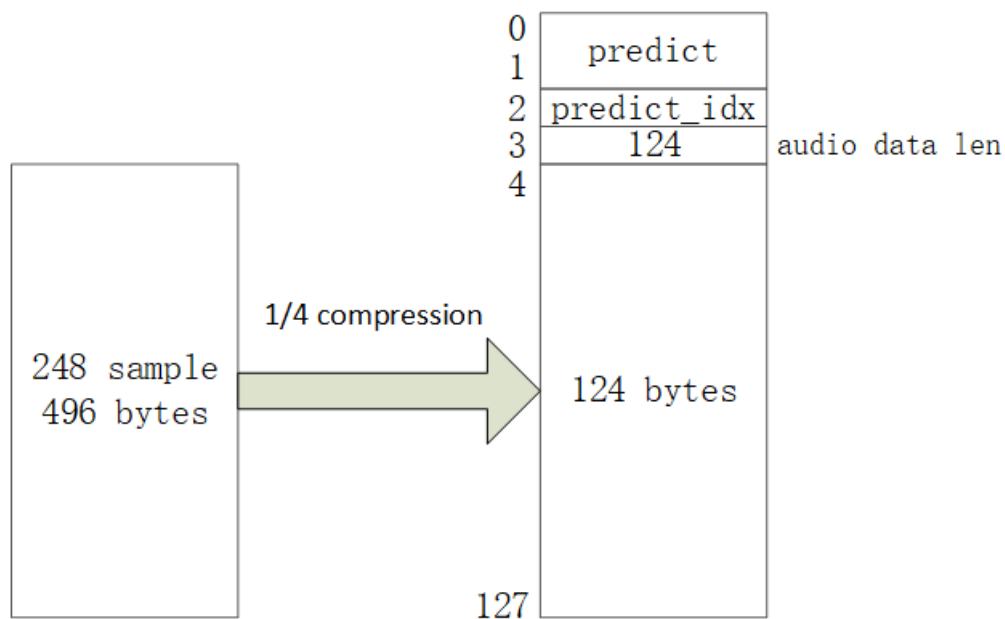 0
predict
1
2
predict_idx
3
124
audio data len
4
1/4 compression
248 sample
496 bytes
124 bytes
127